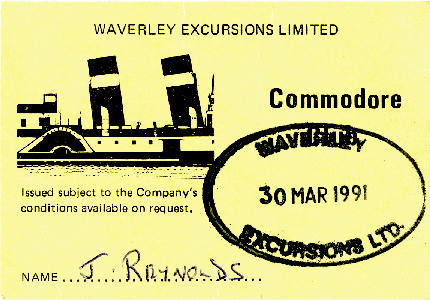 WAVERLEY EXCURSIONS LIMITED
Commodore
WAVERLEY
30 MAR 1991
EXCURSIONS LTD.
Issued subject to the Company's
conditions available on request.
NAME.... J. REYNOLDS...